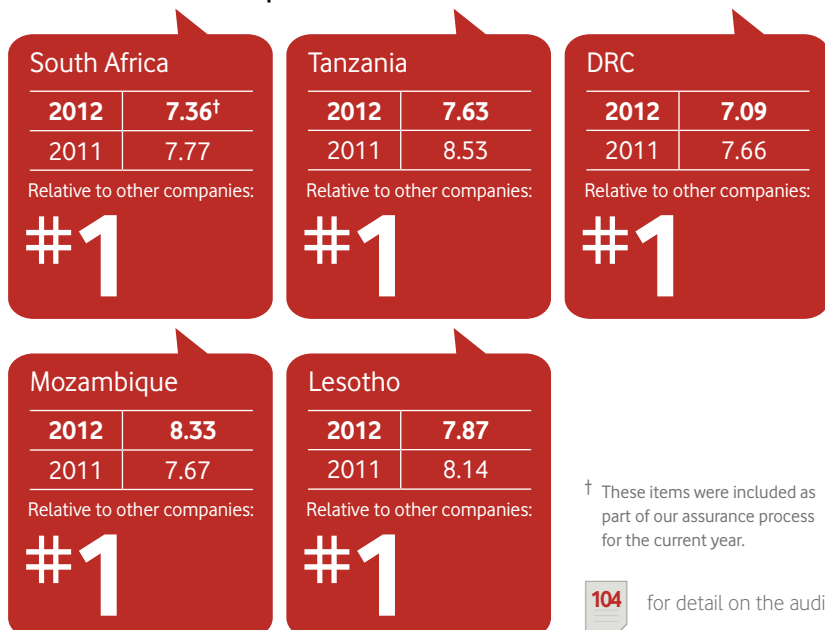 South Africa
2012 7.36†
2011 7.77
Relative to other companies:
#1
Tanzania
2012 7.63
2011 8.53
Relative to other companies:
#1
DRC
2012 7.09
2011 7.66
Relative to other companies:
#1
Mozambique
2012 8.33
2011 7.67
Relative to other companies:
#1
Lesotho
2012 7.87
2011 8.14
Relative to other companies:
#1
† These items were included as
part of our assurance process
for the current year.
104 for detail on the